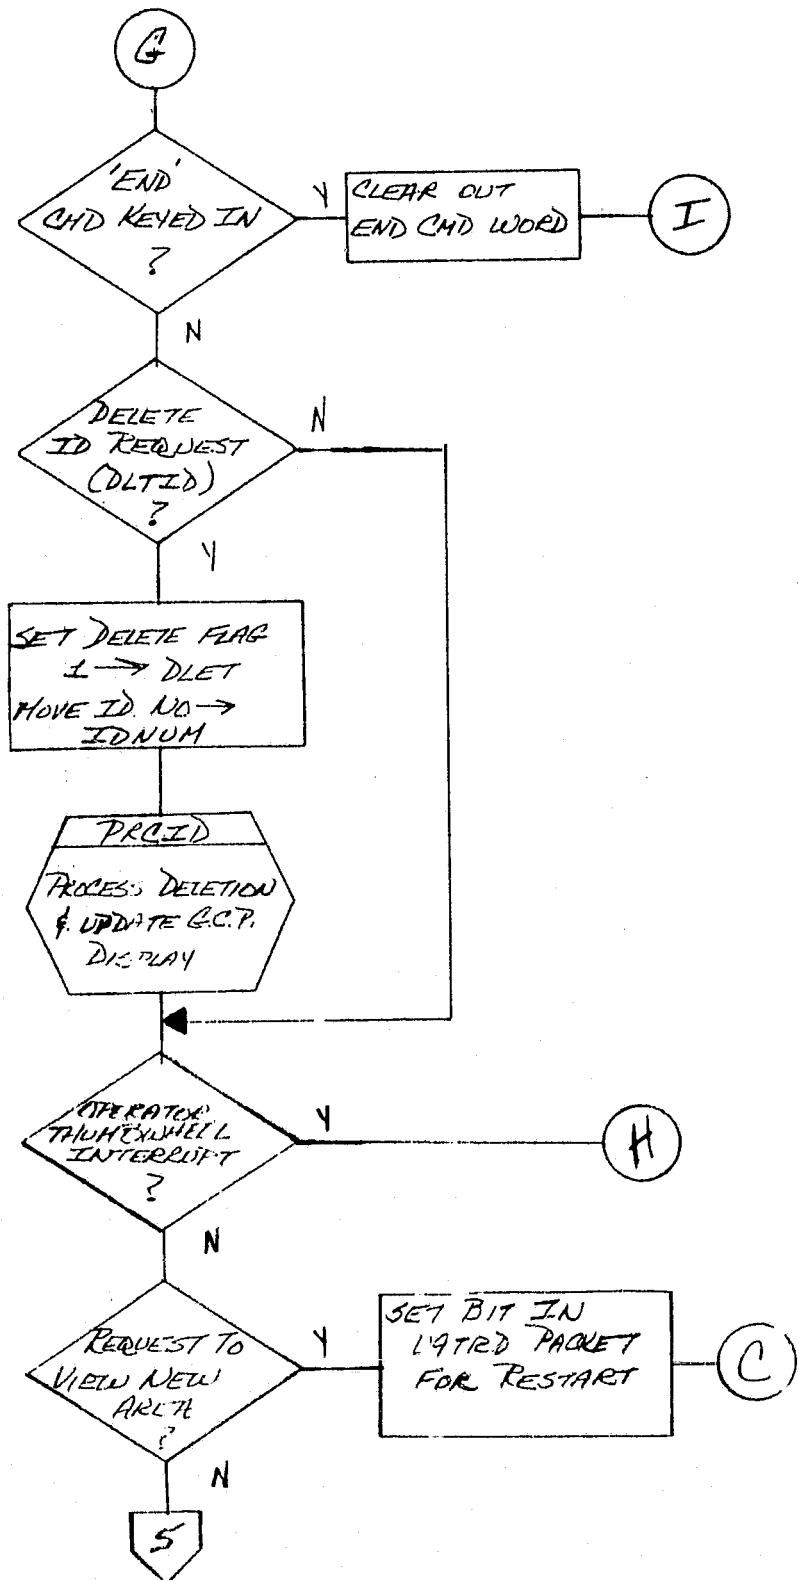 G
'END'
CMD KEYED IN
?
Y
CLEAR OUT
END CMD WORD
I
N
DELETE
ID REQUEST
(DLTID)
?
N
Y
SET DELETE FLAG
1 → DLET
MOVE ID. NO →
IDNUM
PRCID
PROCESS DELETION
& UPDATE G.C.P.
DISPLAY
OPERATOR
THUMBWHEEL
INTERRUPT
?
Y
H
N
REQUEST TO
VIEW NEW
AREA
?
Y
SET BIT IN
PACKET
FOR RESTART
C
N
5